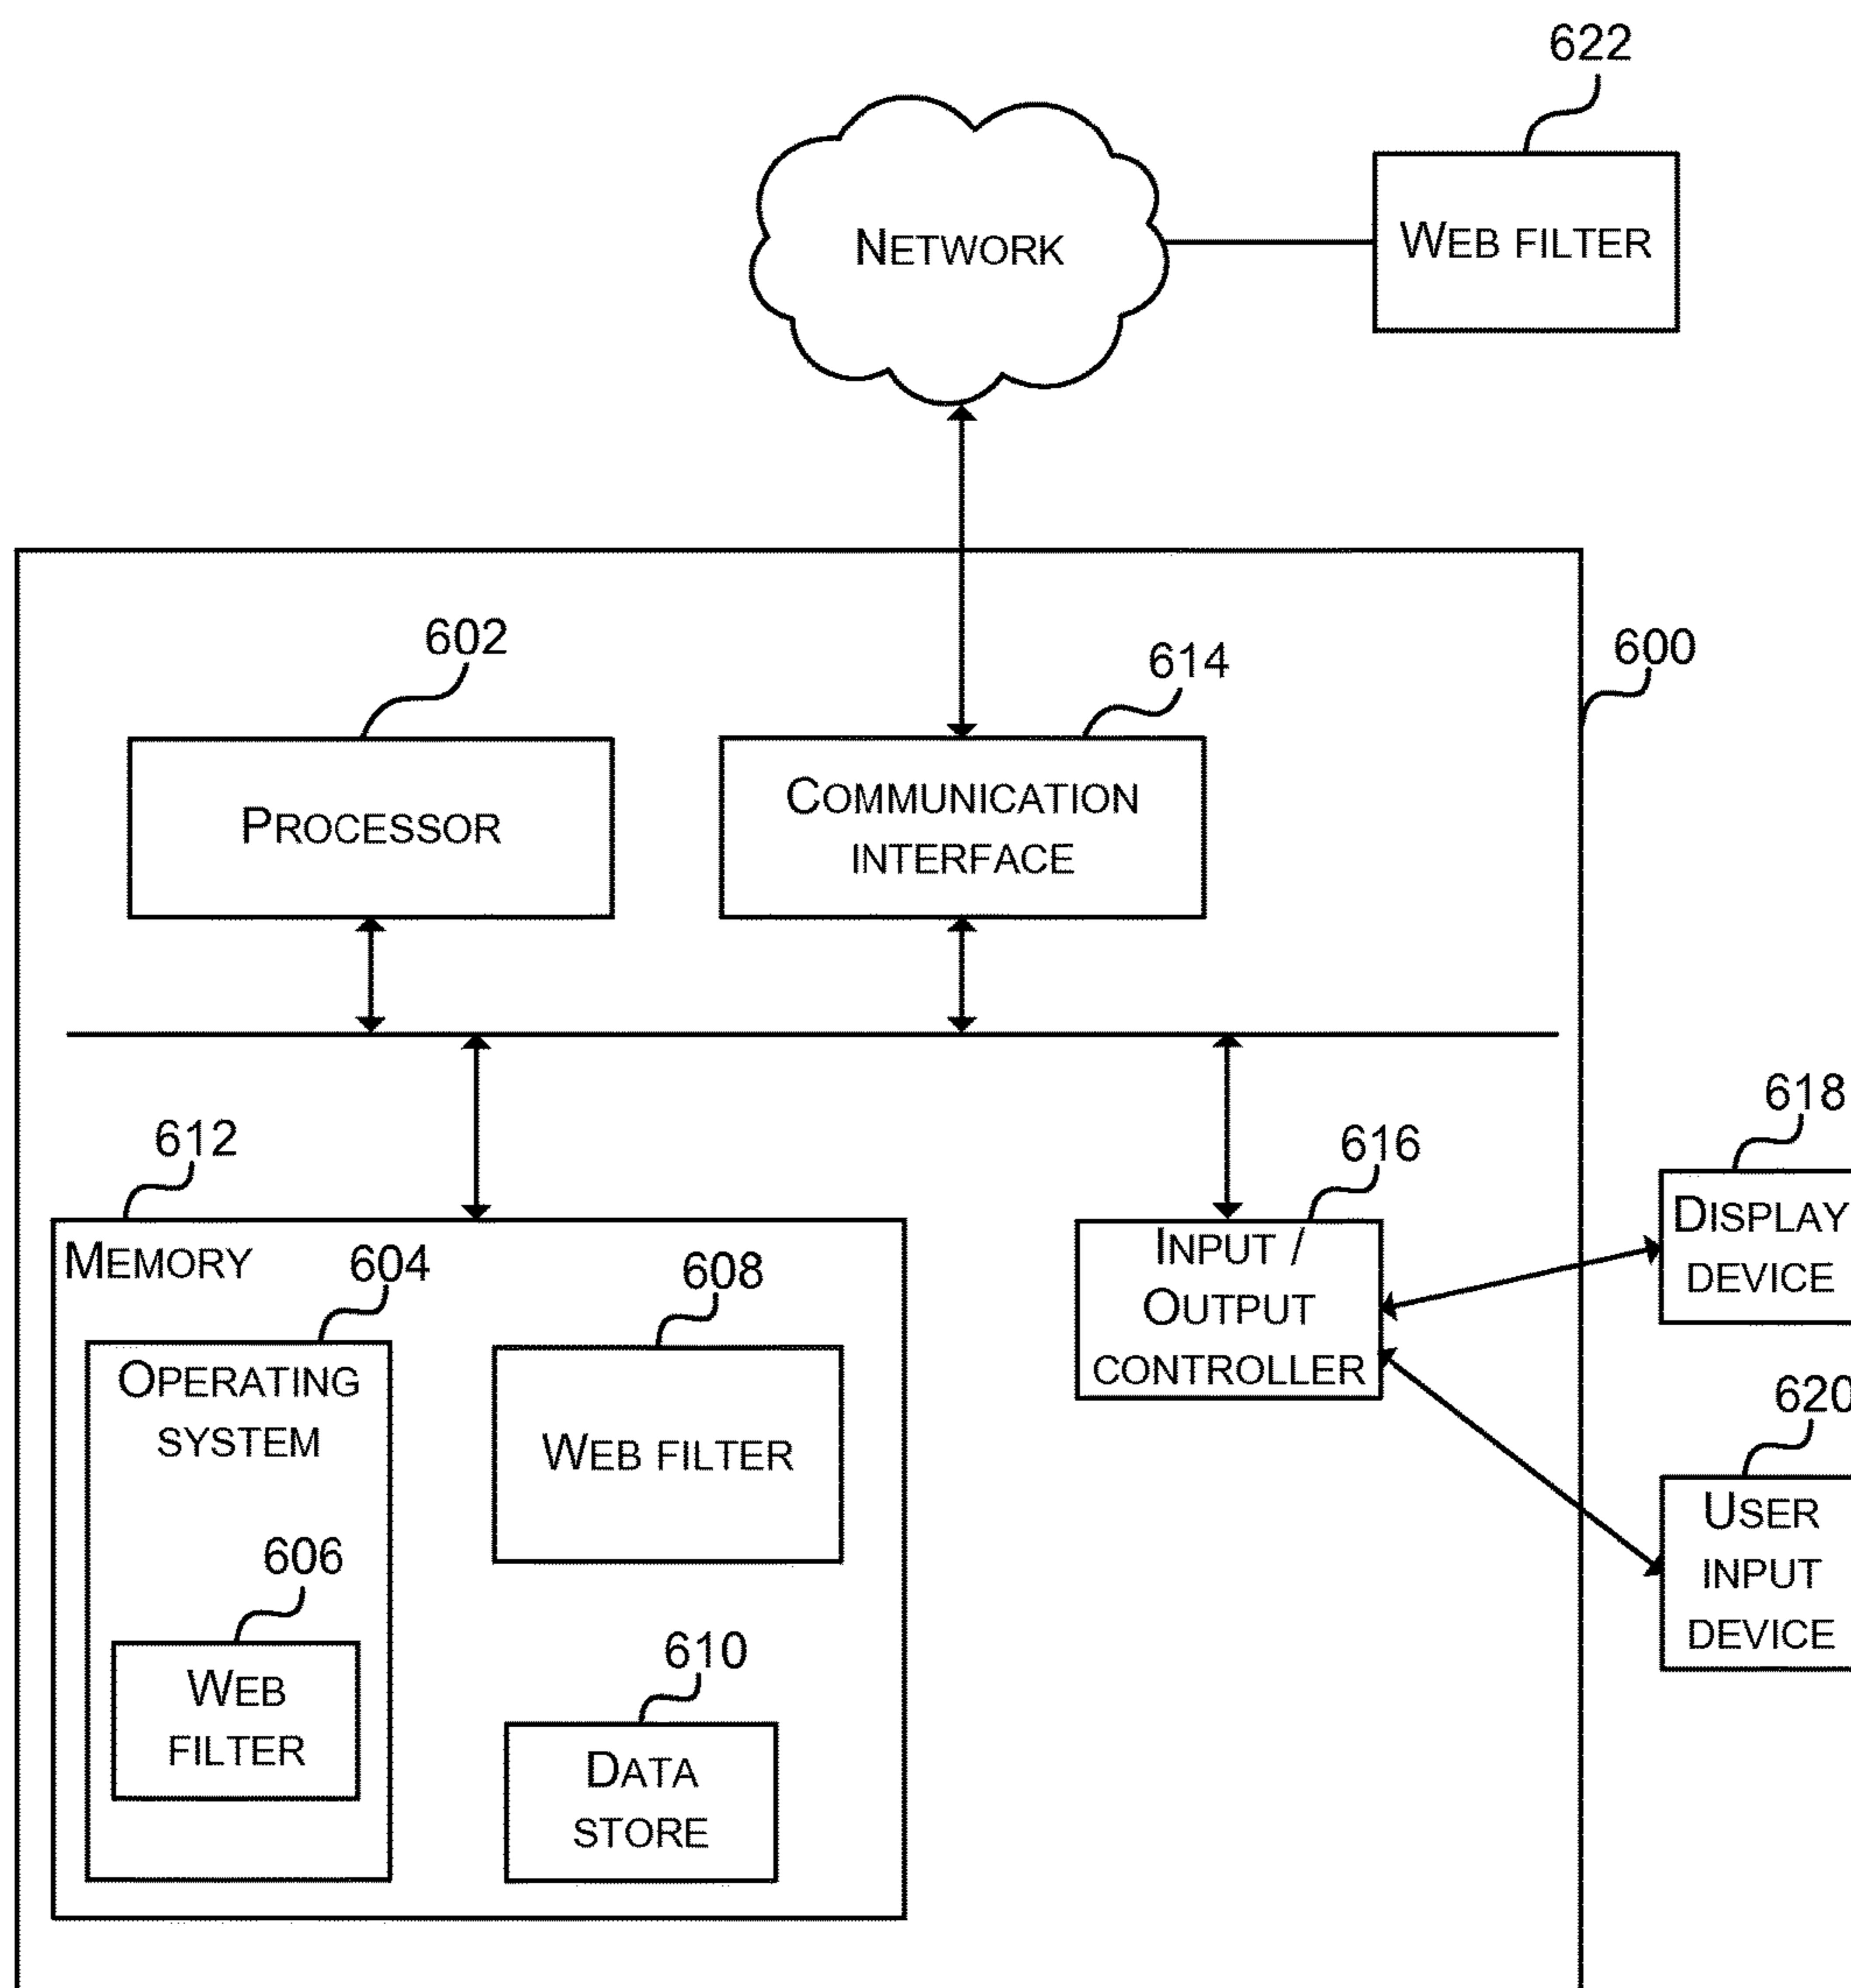 622
NETWORK
WEB FILTER
602
614
600
PROCESSOR
COMMUNICATION
INTERFACE
612
616
618
MEMORY
604
608
INPUT /
OUTPUT
CONTROLLER
DISPLAY
DEVICE
OPERATING
SYSTEM
WEB FILTER
620
USER
INPUT
DEVICE
606
WEB
FILTER
610
DATA
STORE